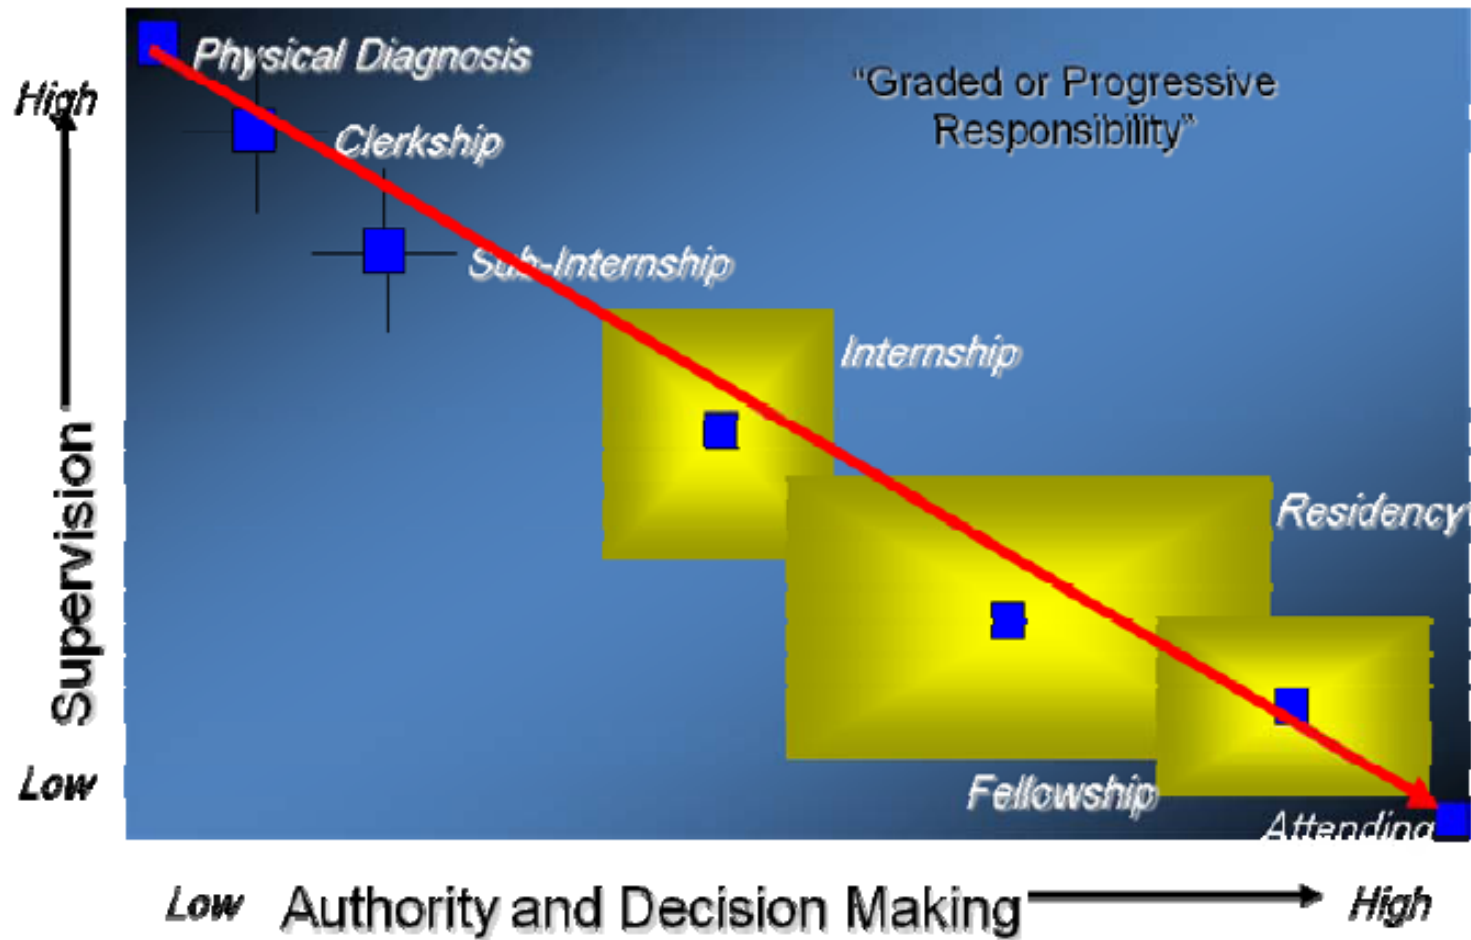 Physical Diagnosis
High
"Graded or Progressive
Responsibility"
Clerkship
Sub-Internship
Internship
Residency
Supervision
Fellowship
Low
Attending
Low Authority and Decision Making High